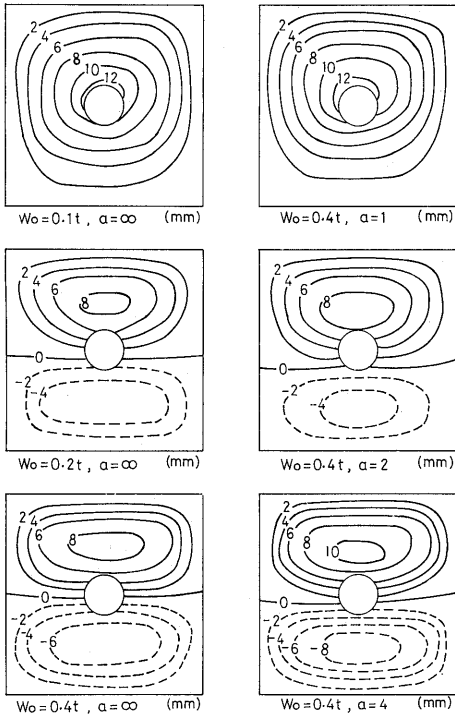 2 4 6 8 10 12
Wo=0.1t , a=∞ (mm)
2 4 6 8 10 12
Wo=0.4t , a=1 (mm)
2 4 6 8
0
-2 -4
Wo=0.2t , a=∞ (mm)
2 4 6 8
0
-2
-4
Wo=0.4t , a=2 (mm)
2 4
6 8
0
-2
-4 -6
Wo=0.4t , a=∞ (mm)
2 4
6 8
10
0
-2
-4 -6 -8
Wo=0.4t , a=4 (mm)